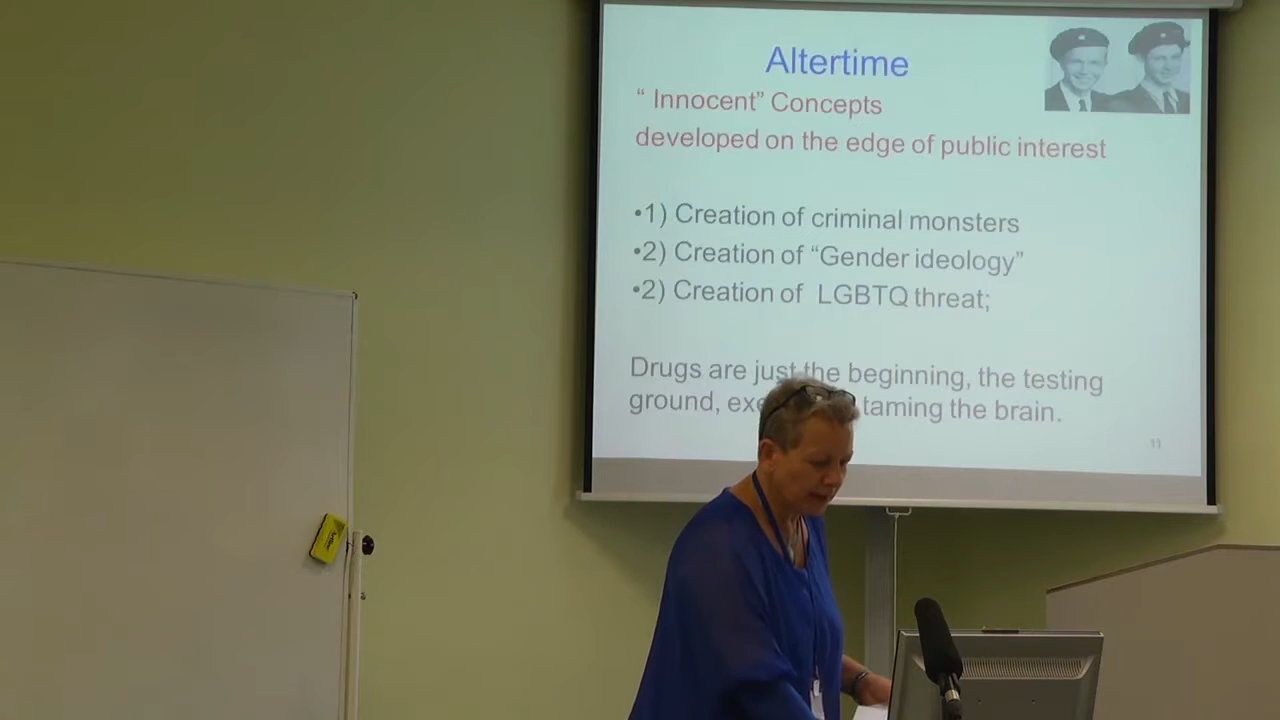 Altertime
“ Innocent” Concepts
developed on the edge of public interest
•1) Creation of criminal monsters
•2) Creation of “Gender ideology”
•2) Creation of LGBTQ threat;
Drugs are just the beginning, the testing
ground, taming the brain.
11